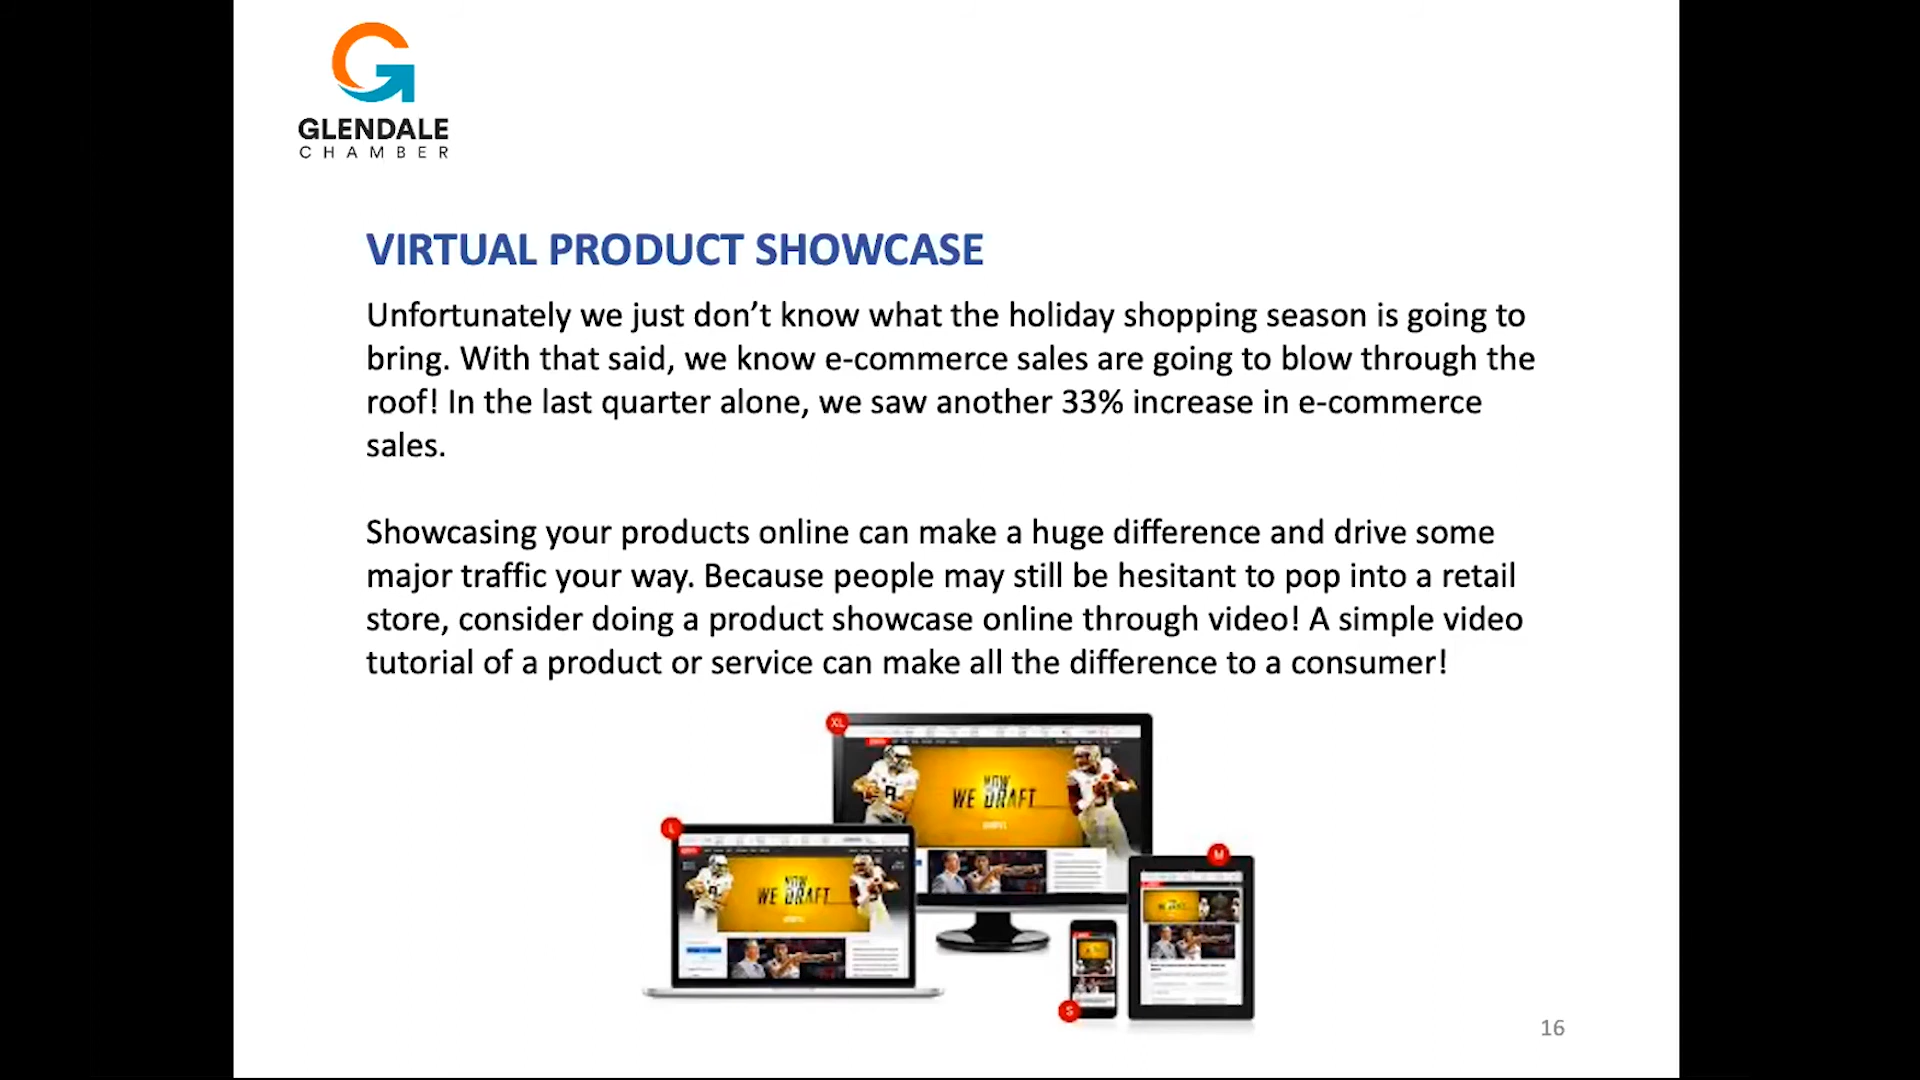 GLENDALE
CHAMBER
VIRTUAL PRODUCT SHOWCASE
Unfortunately we just don’t know what the holiday shopping season is going to
bring. With that said, we know e-commerce sales are going to blow through the
roof! In the last quarter alone, we saw another 33% increase in e-commerce
sales.
Showcasing your products online can make a huge difference and drive some
major traffic your way. Because people may still be hesitant to pop into a retail
store, consider doing a product showcase online through video! A simple video
tutorial of a product or service can make all the difference to a consumer!
XL
NOW
WE DRAFT
L
NOW
WE DRAFT
M
S
16